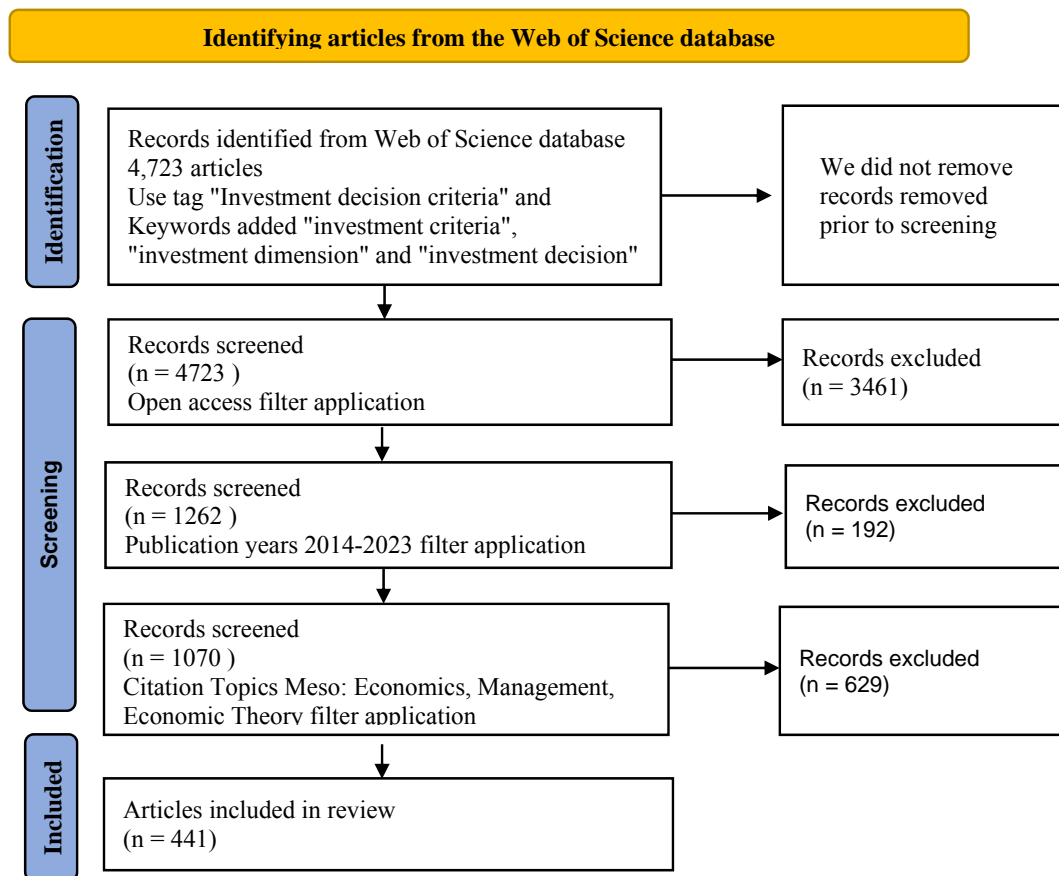 Identifying articles from the Web of Science database
Identification
Records identified from Web of Science database
4,723 articles
Use tag "Investment decision criteria" and
Keywords added "investment criteria",
"investment dimension" and "investment decision"
We did not remove
records removed
prior to screening
Screening
Records screened
(n = 4723 )
Open access filter application
Records excluded
(n = 3461)
Records screened
(n = 1262 )
Publication years 2014-2023 filter application
Records excluded
(n = 192)
Records screened
(n = 1070 )
Citation Topics Meso: Economics, Management,
Economic Theory filter application
Records excluded
(n = 629)
Included
Articles included in review
(n = 441)